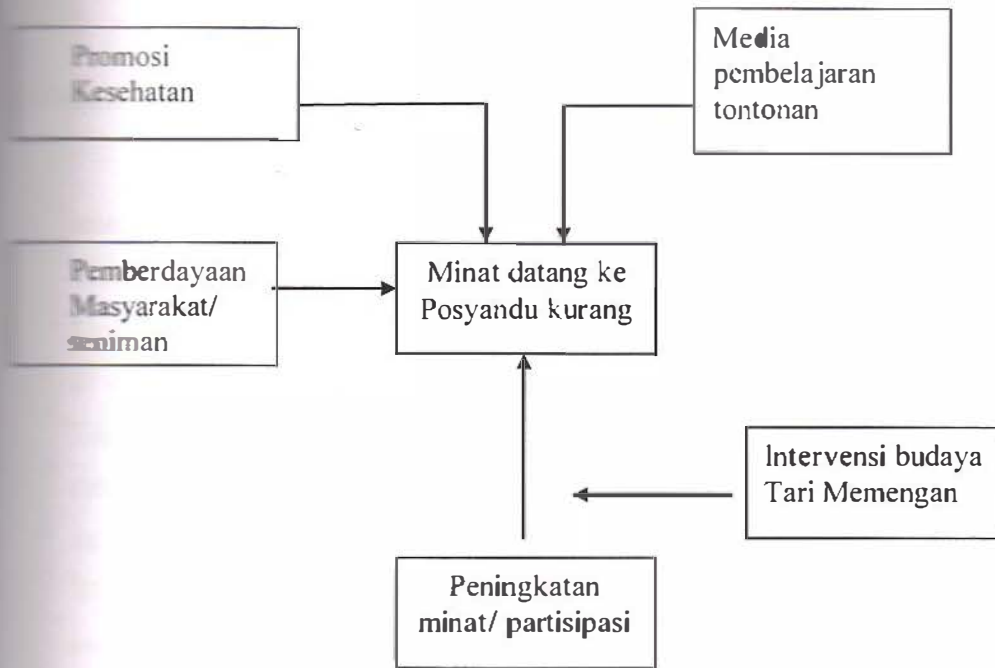 Promosi
Kesehatan
Media
pembelajaran
tontonan
Pemberdayaan
Masyarakat/
seniman
Minat datang ke
Posyandu kurang
Intervensi budaya
Tari Memengan
Peningkatan
minat/ partisipasi